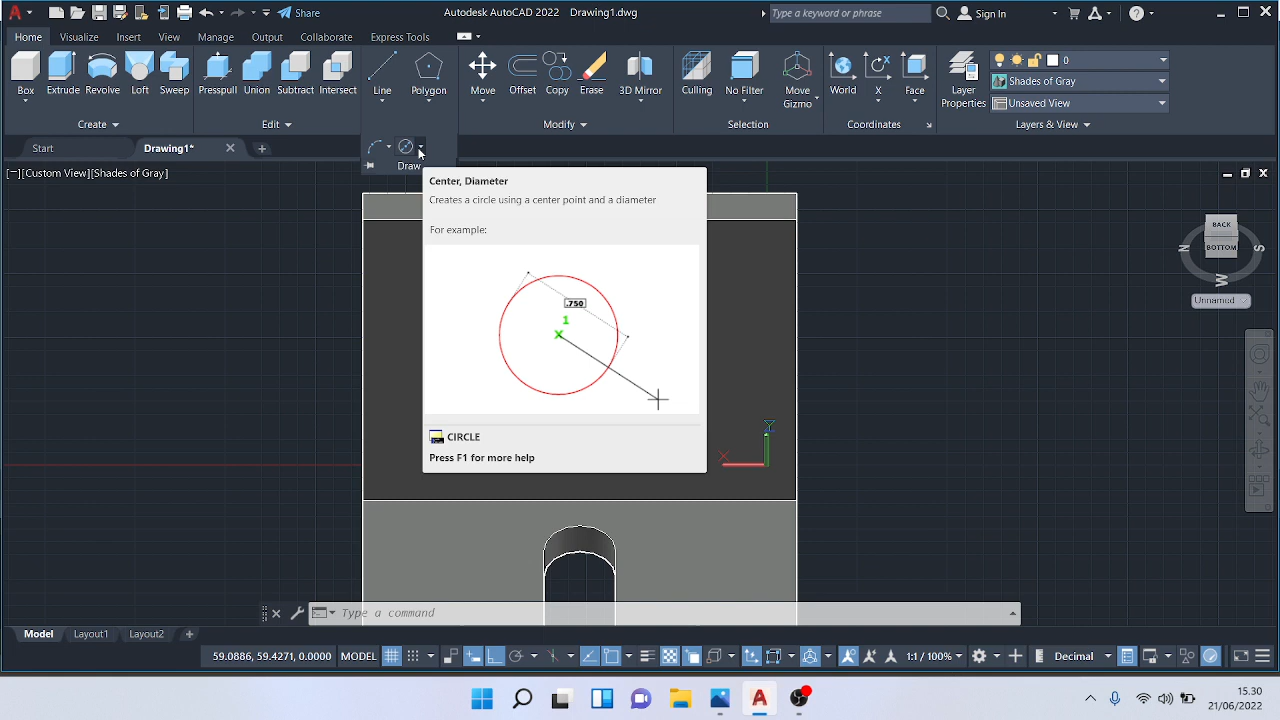 Share
Autodesk AutoCAD 2022 Drawing1.dwg
Type a keyword or phrase
Sign In
Home Visualize Insert View Manage Output Collaborate Express Tools
Box Extrude Revolve Loft Sweep
Presspull Union Subtract Intersect
Line Polygon
Move Offset Copy Erase 3D Mirror
Move Gizmo
Culling No Filter
World X Face
Layer Properties
0
Shades of Gray
Unsaved View
Create Edit Modify Selection Coordinates Layers & View
Start Drawing1*
Draw
[−][Custom View][Shades of Gray]
Center, Diameter
Creates a circle using a center point and a diameter
For example:
.750
1
CIRCLE
Press F1 for more help
BACK
BOTTOM
N
S
W
Unnamed
X
Y
Type a command
Model Layout1 Layout2
59.0886, 59.4271, 0.0000 MODEL 1:1 / 100% Decimal
15.30
21/06/2022